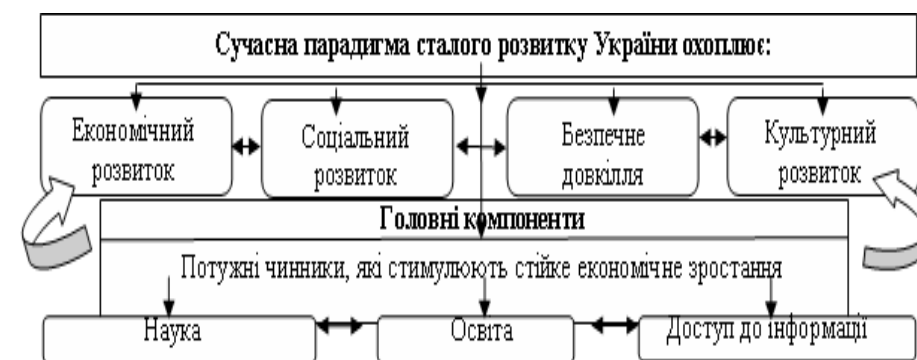 Сучасна парадигма сталого розвитку України охоплює:
Економічний
розвиток
Соціальний
розвиток
Безпечне
довкілля
Культурний
розвиток
Головні компоненти
Потужні чинники, які стимулюють стійке економічне зростання
Наука
Освіта
Доступ до інформації